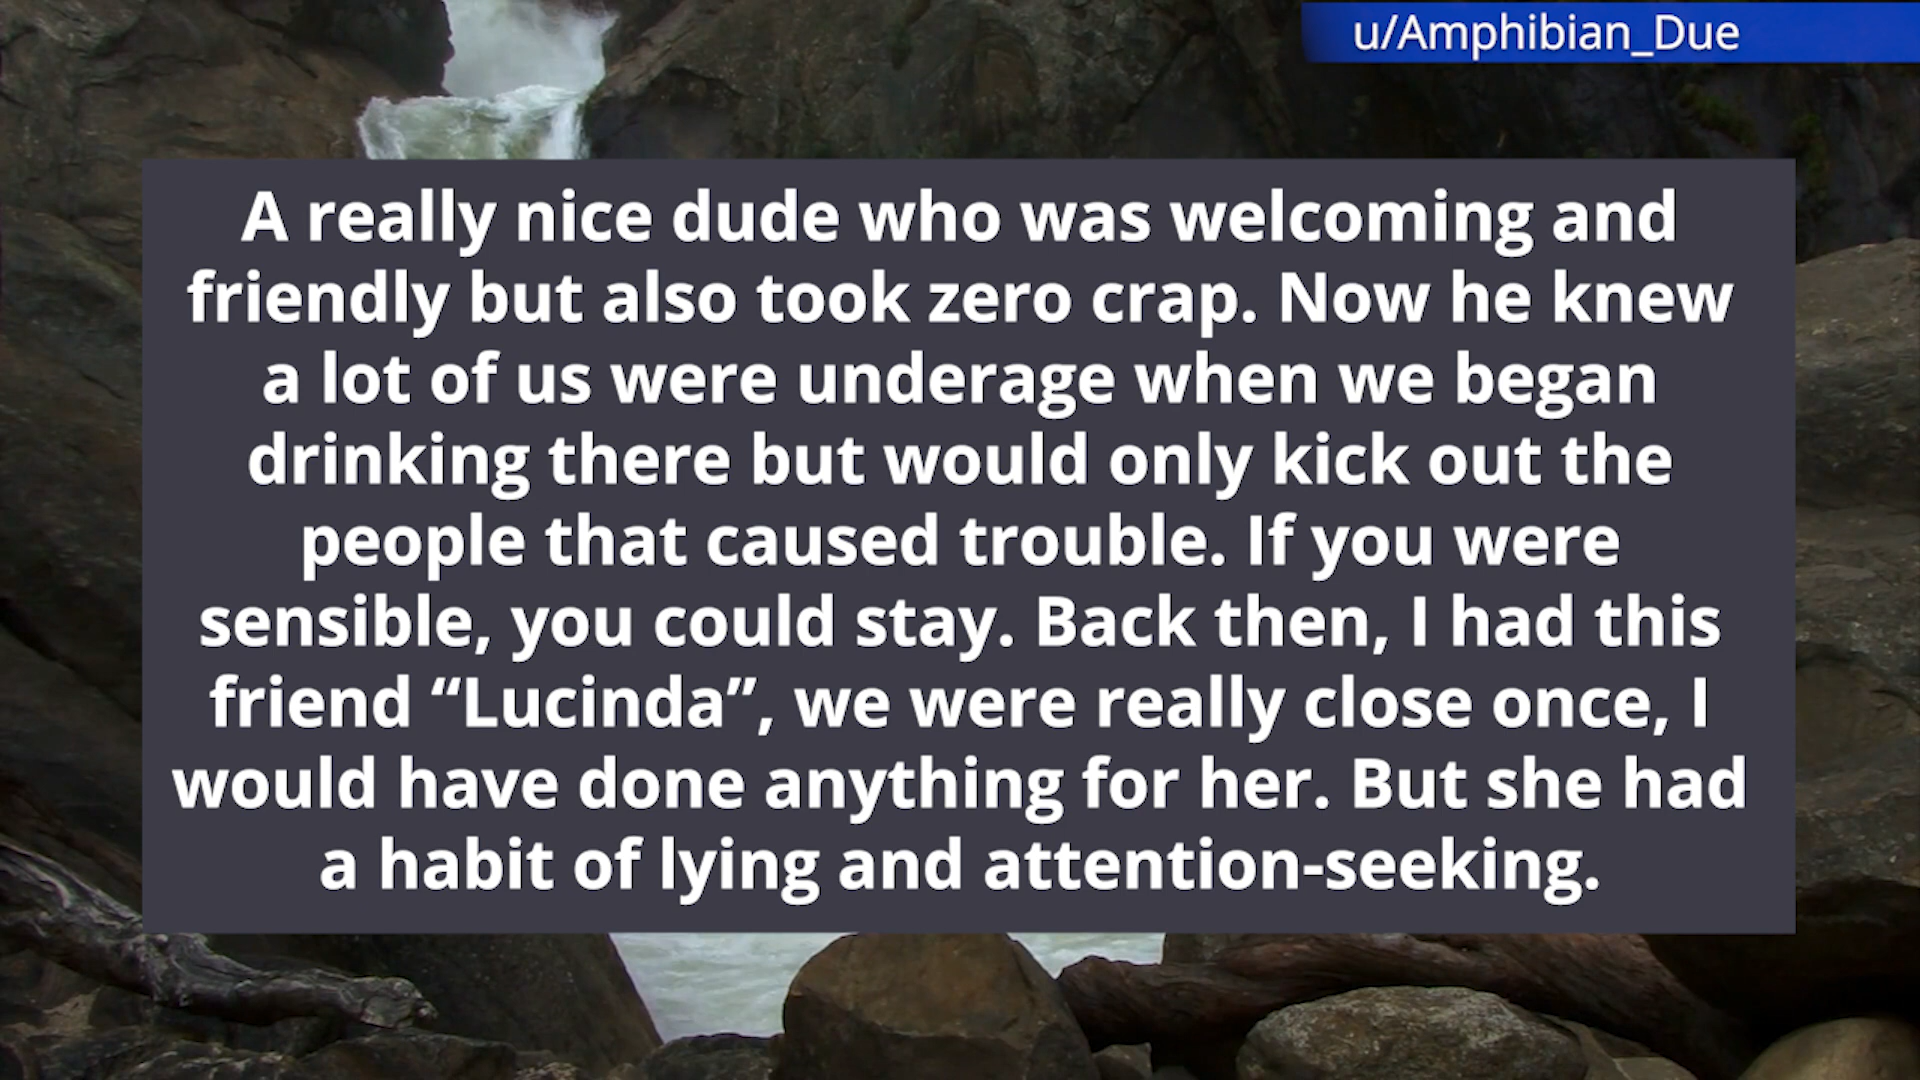 u/Amphibian_Due
A really nice dude who was welcoming and
friendly but also took zero crap. Now he knew
a lot of us were underage when we began
drinking there but would only kick out the
people that caused trouble. If you were
sensible, you could stay. Back then, I had this
friend “Lucinda”, we were really close once, I
would have done anything for her. But she had
a habit of lying and attention-seeking.